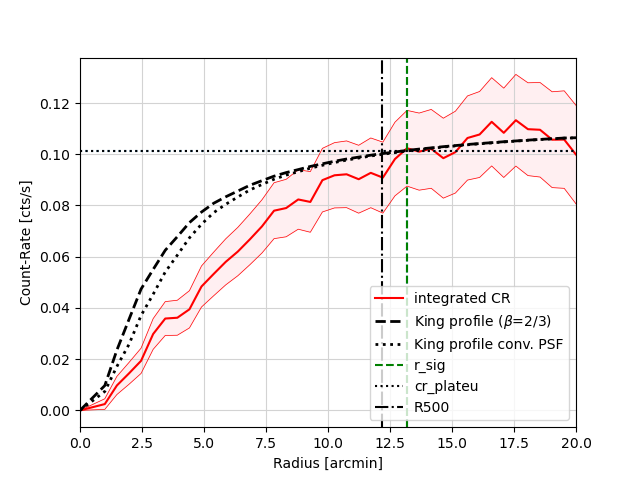 0.12
0.10
0.08
0.06
0.04
0.02
0.00
Count-Rate [cts/s]
integrated CR
King profile (β=2/3)
King profile conv. PSF
r_sig
cr_plateu
R500
0.0 2.5 5.0 7.5 10.0 12.5 15.0 17.5 20.0
Radius [arcmin]